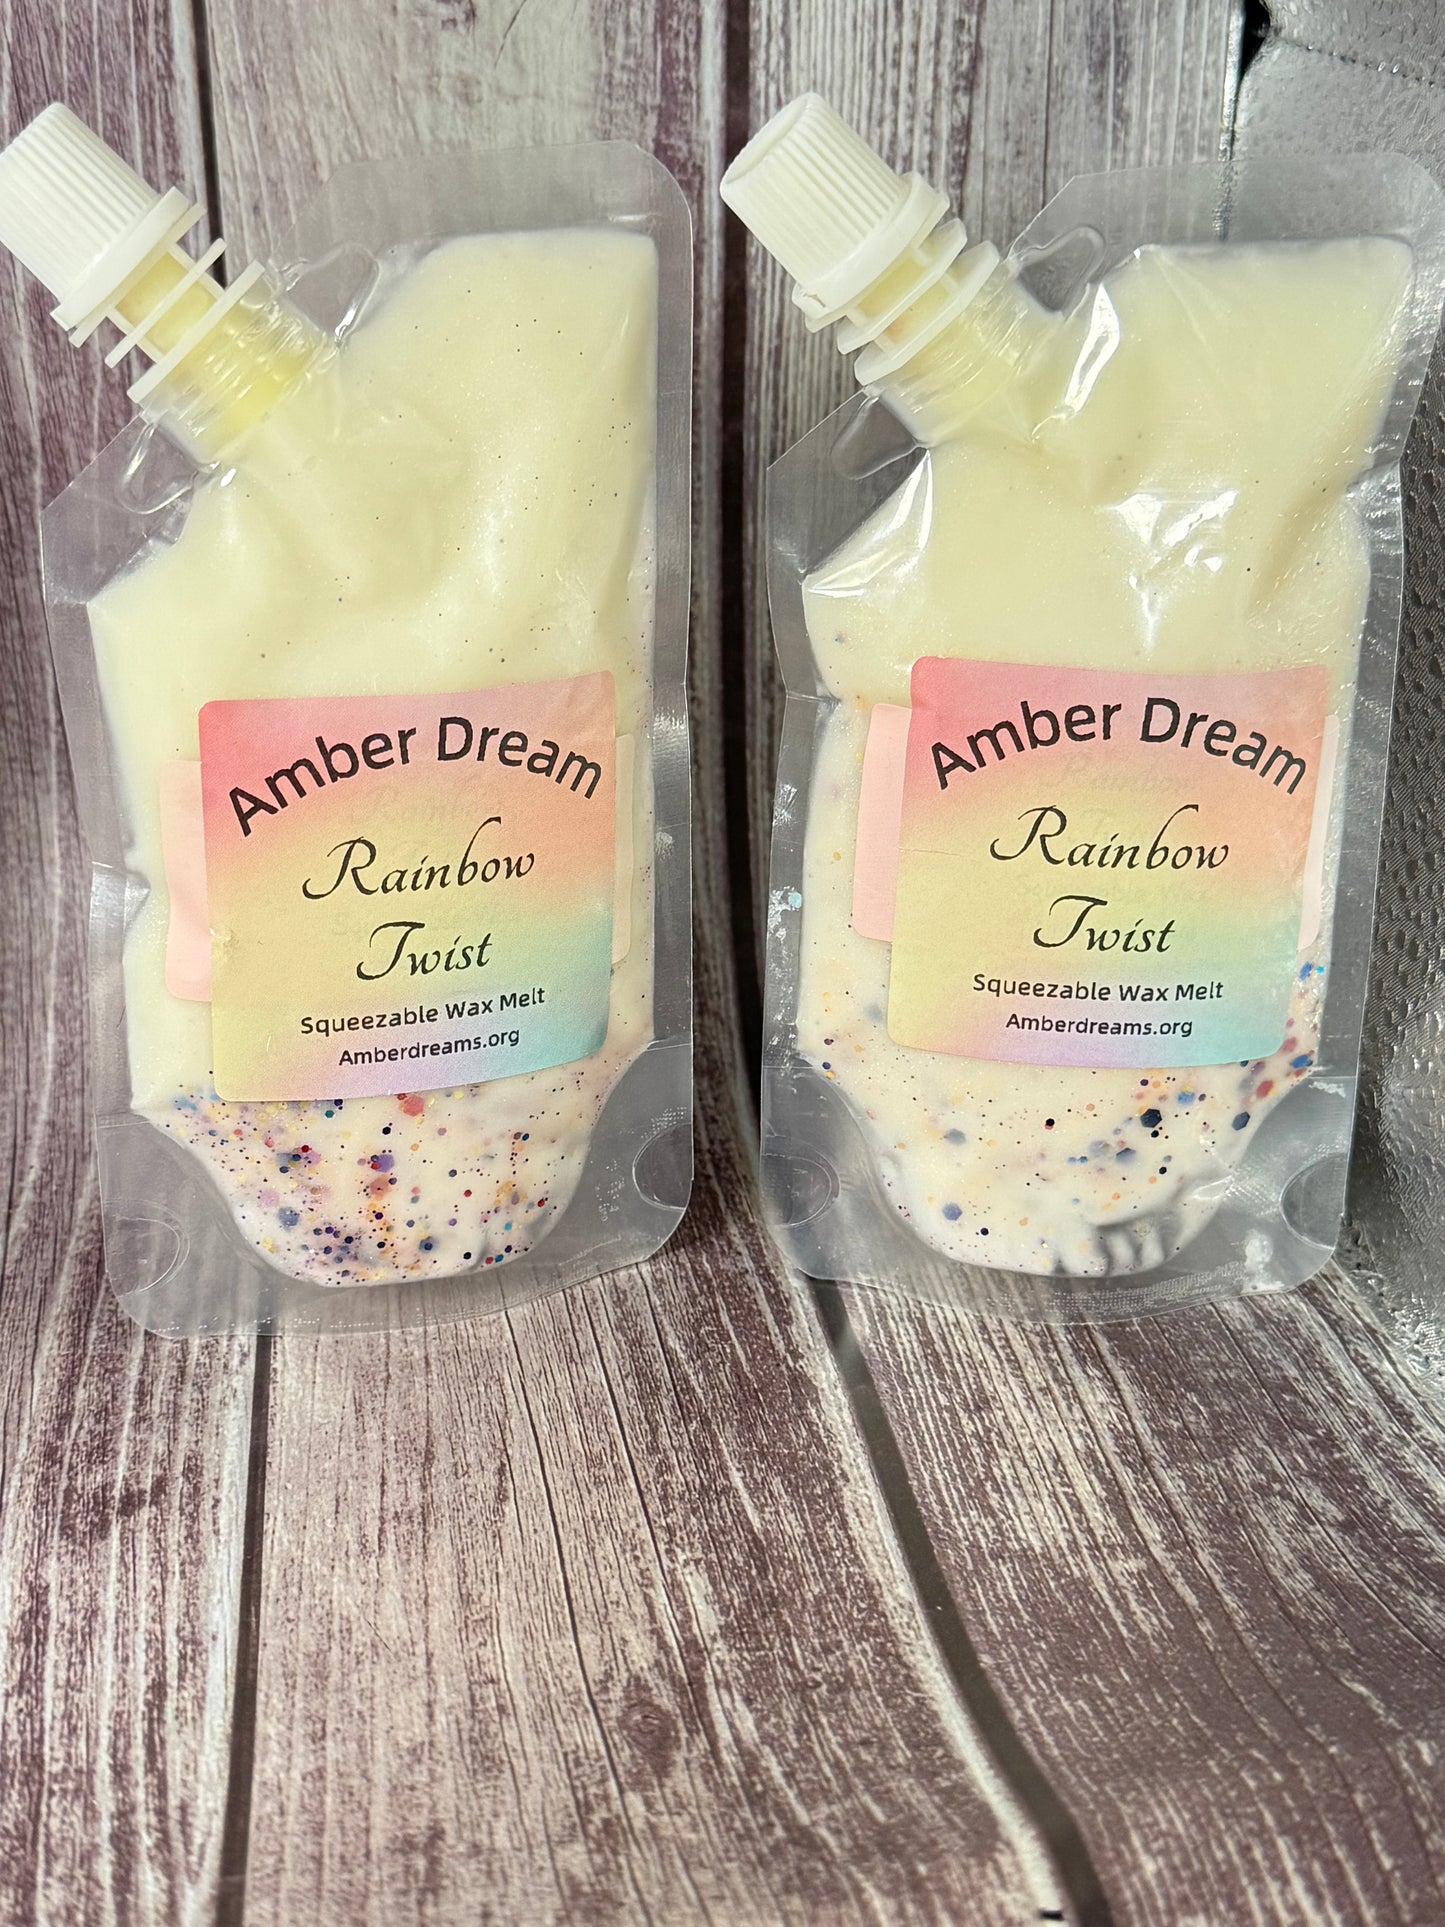 Amber Dream
Rainbow
Twist
Squeezable Wax Melt
Amberdreams.org
Amber Dream
Rainbow
Twist
Squeezable Wax Melt
Amberdreams.org